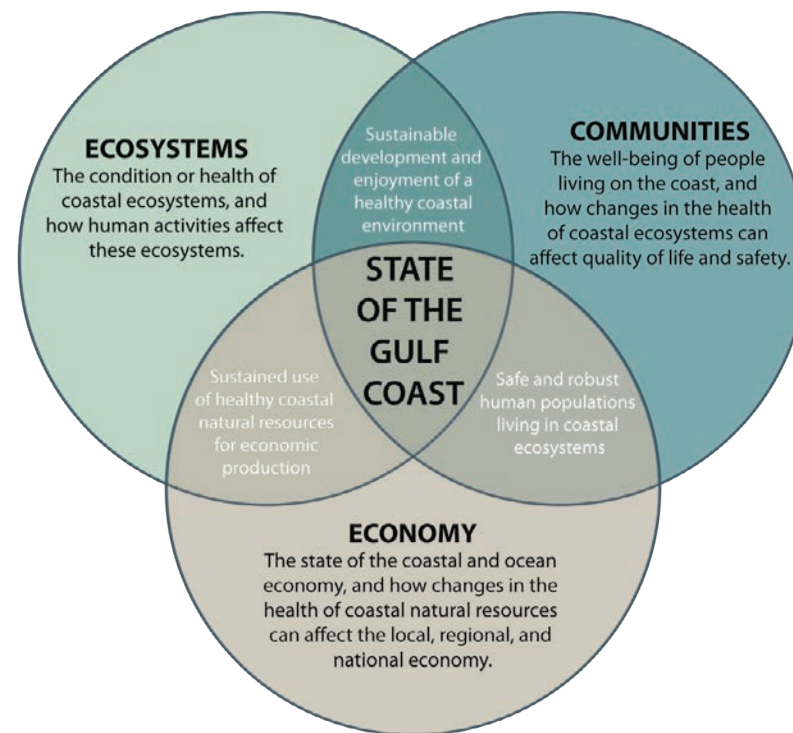 ECOSYSTEMS
The condition or health of
coastal ecosystems, and
how human activities affect
these ecosystems.
Sustainable
development and
enjoyment of a
healthy coastal
environment
COMMUNITIES
The well-being of people
living on the coast, and
how changes in the health
of coastal ecosystems can
affect quality of life and safety.
STATE
OF THE
GULF
COAST
Sustained use
of healthy coastal
natural resources
for economic
production
Safe and robust
human populations
living in coastal
ecosystems
ECONOMY
The state of the coastal and ocean
economy, and how changes in the
health of coastal natural resources
can affect the local, regional, and
national economy.